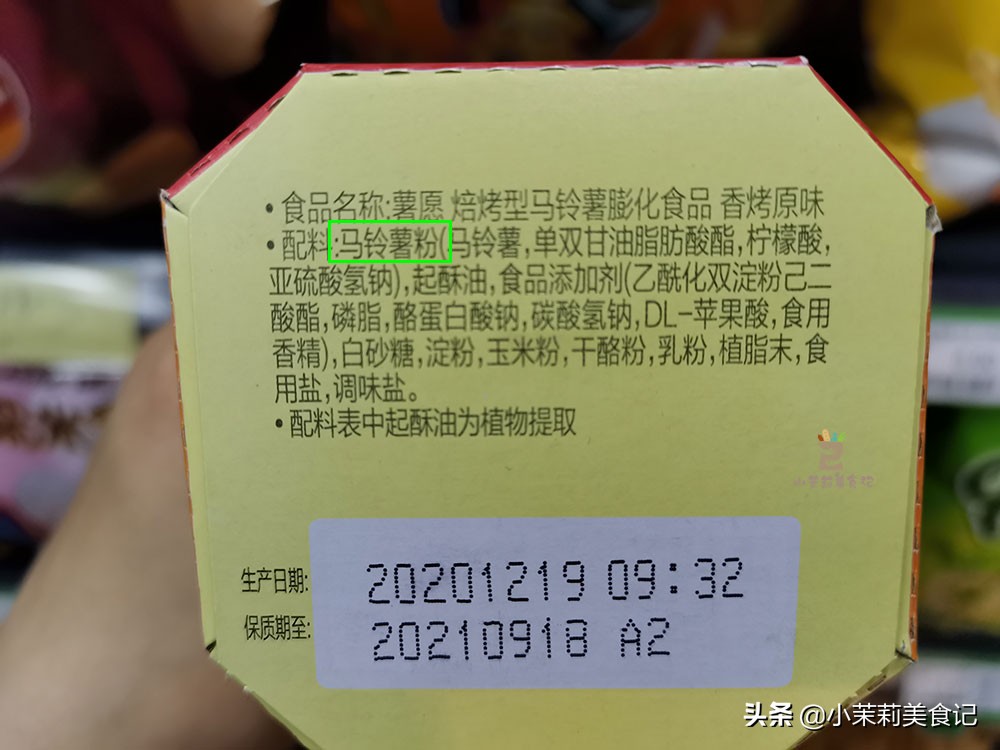 •食品名称:薯愿 焙烤型马铃薯膨化食品 香烤原味
•配料:马铃薯粉(马铃薯,单双甘油脂肪酸酯,柠檬酸,
亚硫酸氢钠),起酥油,食品添加剂(乙酰化双淀粉己二
酸酯,磷脂,酪蛋白酸钠,碳酸氢钠,DL-苹果酸,食用
香精),白砂糖,淀粉,玉米粉,干酪粉,乳粉,植脂末,食
用盐,调味盐。
•配料表中起酥油为植物提取
小茉莉美食记
生产日期: 20201219 09:32
保质期至: 20210918 A2
头条 @小茉莉美食记